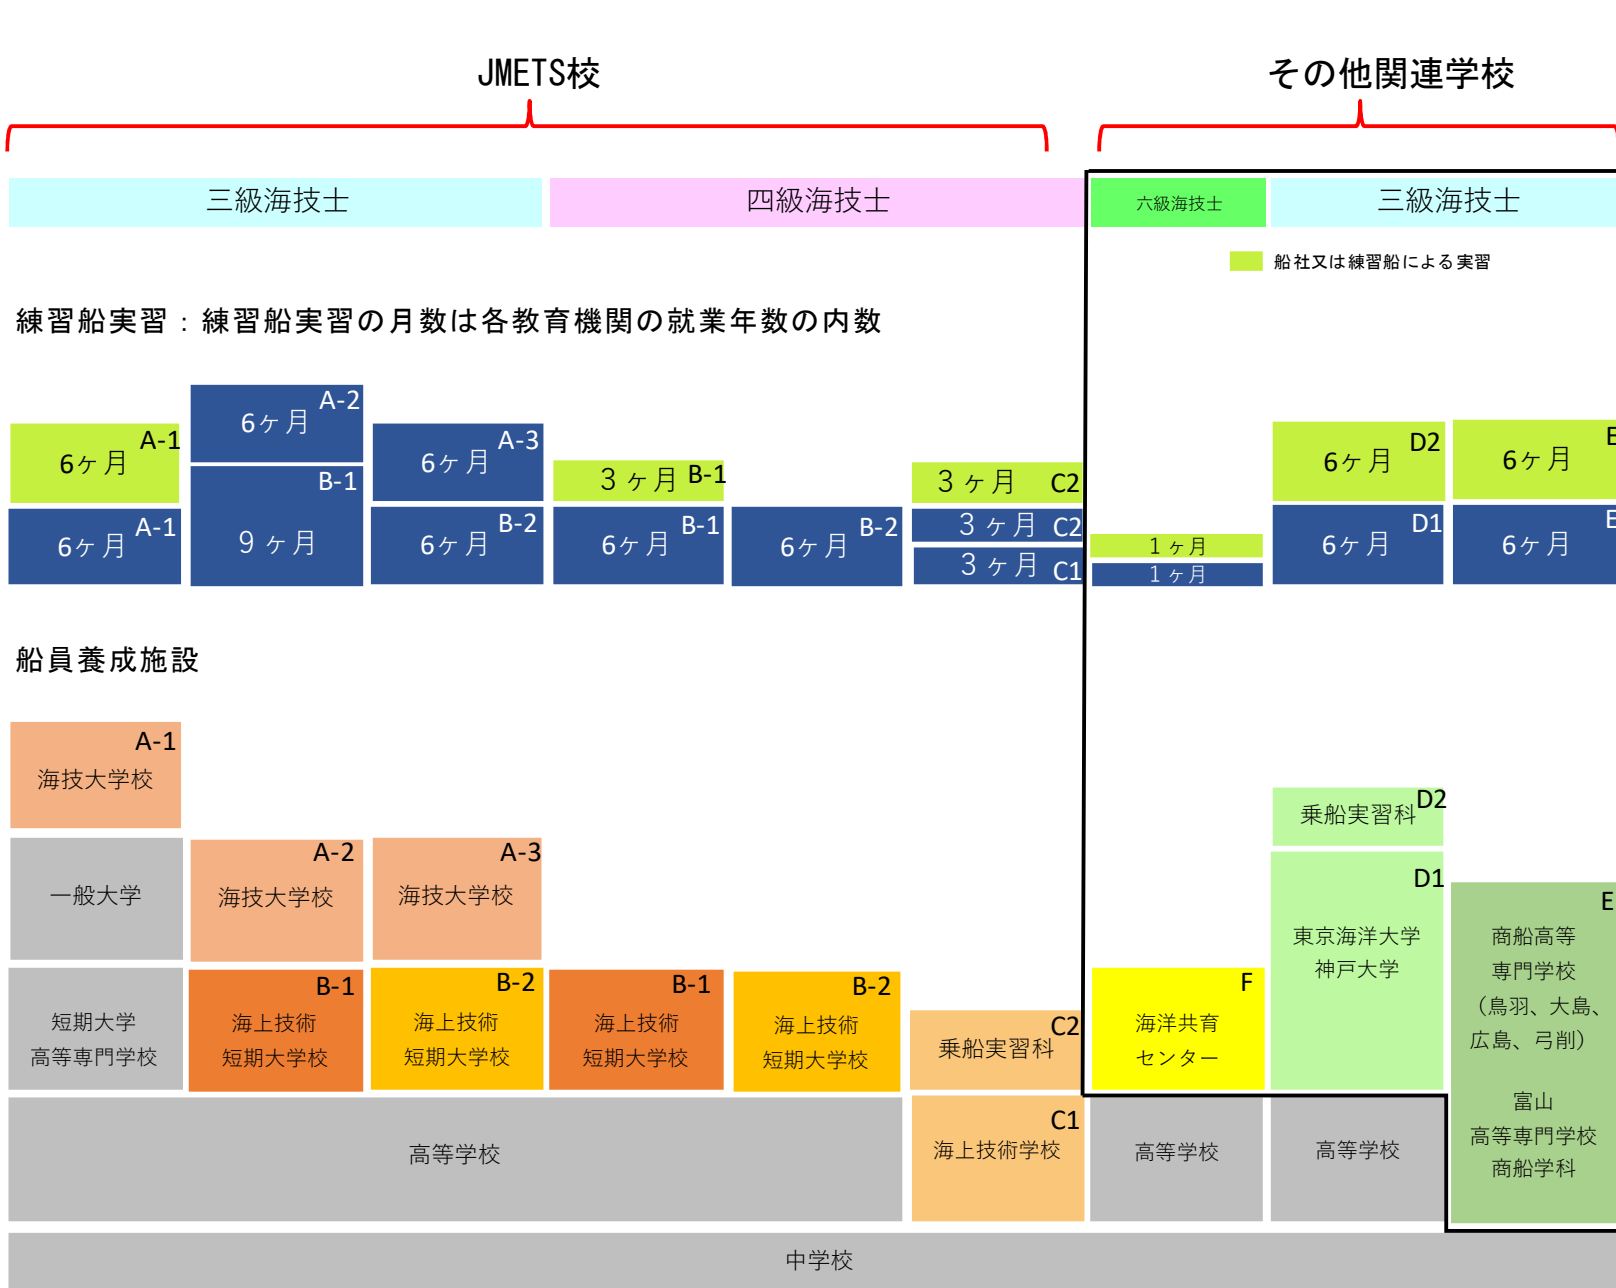 JMETS校
その他関連学校
三級海技士
四級海技士
六級海技士
三級海技士
船社又は練習船による実習
練習船実習：練習船実習の月数は各教育機関の就業年数の内数
6ヶ月 A-1
6ヶ月 A-1
6ヶ月 A-2
9ヶ月 B-1
6ヶ月 A-3
6ヶ月 B-2
3ヶ月 B-1
6ヶ月 B-1
6ヶ月 B-2
3ヶ月 C2
3ヶ月 C2
3ヶ月 C1
1ヶ月
1ヶ月
6ヶ月 D2
6ヶ月 D1
6ヶ月 E
6ヶ月 E
船員養成施設
A-1
海技大学校
一般大学
短期大学
高等専門学校
A-2
海技大学校
B-1
海上技術
短期大学校
A-3
海技大学校
B-2
海上技術
短期大学校
B-1
海上技術
短期大学校
B-2
海上技術
短期大学校
高等学校
C2
乗船実習科
C1
海上技術学校
F
海洋共育
センター
高等学校
D2
乗船実習科
D1
東京海洋大学
神戸大学
高等学校
E
商船高等
専門学校
（鳥羽、大島、
広島、弓削）
富山
高等専門学校
商船学科
中学校